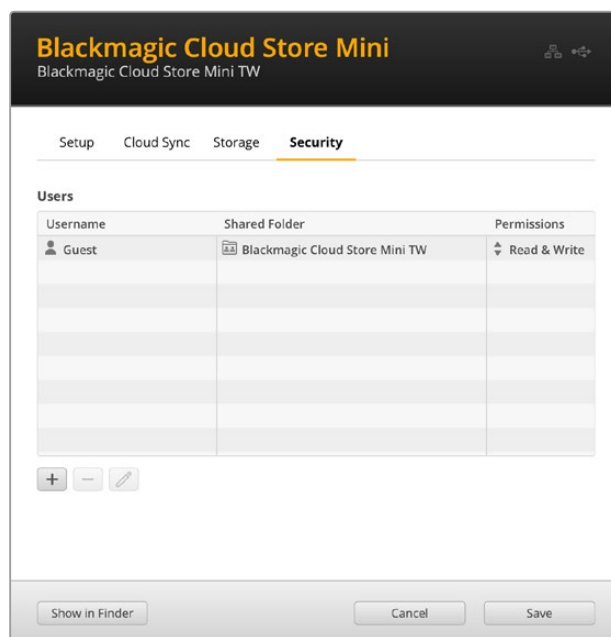 Blackmagic Cloud Store Mini
Blackmagic Cloud Store Mini TW
Setup Cloud Sync Storage Security
Users
Username Shared Folder Permissions
Guest Blackmagic Cloud Store Mini TW Read & Write
Show in Finder Cancel Save